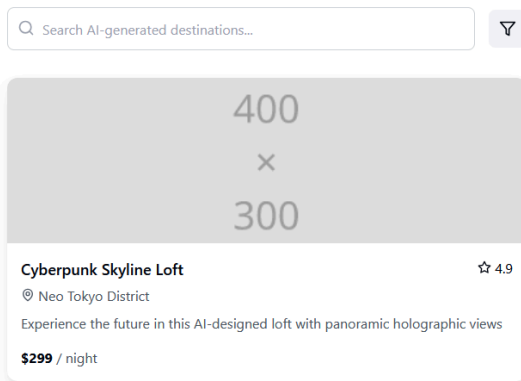 Search AI-generated destinations...
400
×
300
Cyberpunk Skyline Loft
4.9
Neo Tokyo District
Experience the future in this AI-designed loft with panoramic holographic views
$299 / night